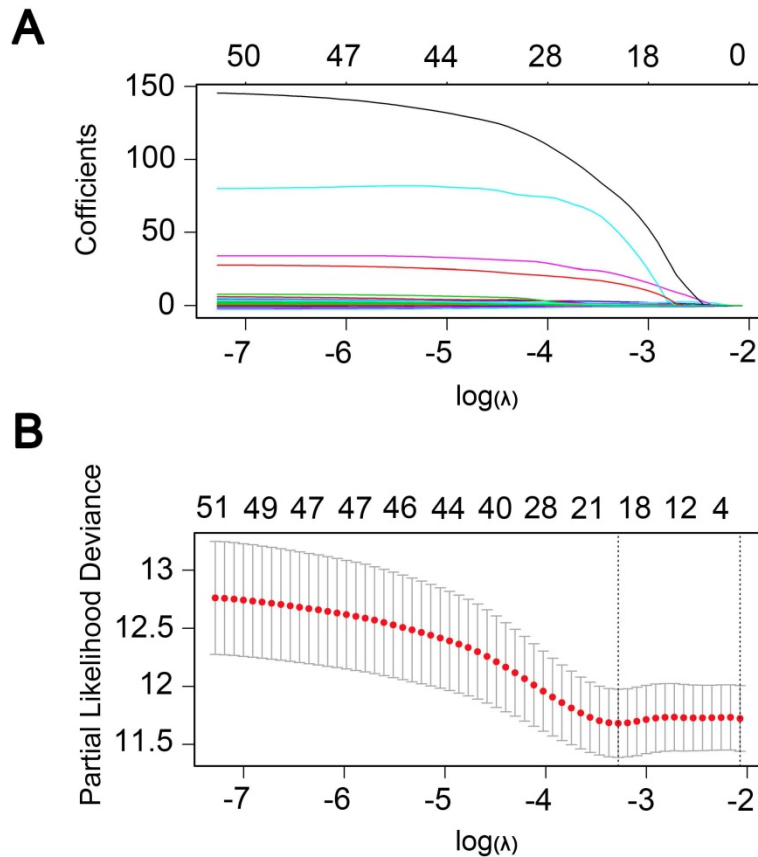 A
50 47 44 28 18 0
Cofficients
150
100
50
0
-7 -6 -5 -4 -3 -2
log(λ)
B
51 49 47 47 46 44 40 28 21 18 12 4
Partial Likelihood Deviance
13
12.5
12
11.5
-7 -6 -5 -4 -3 -2
log(λ)